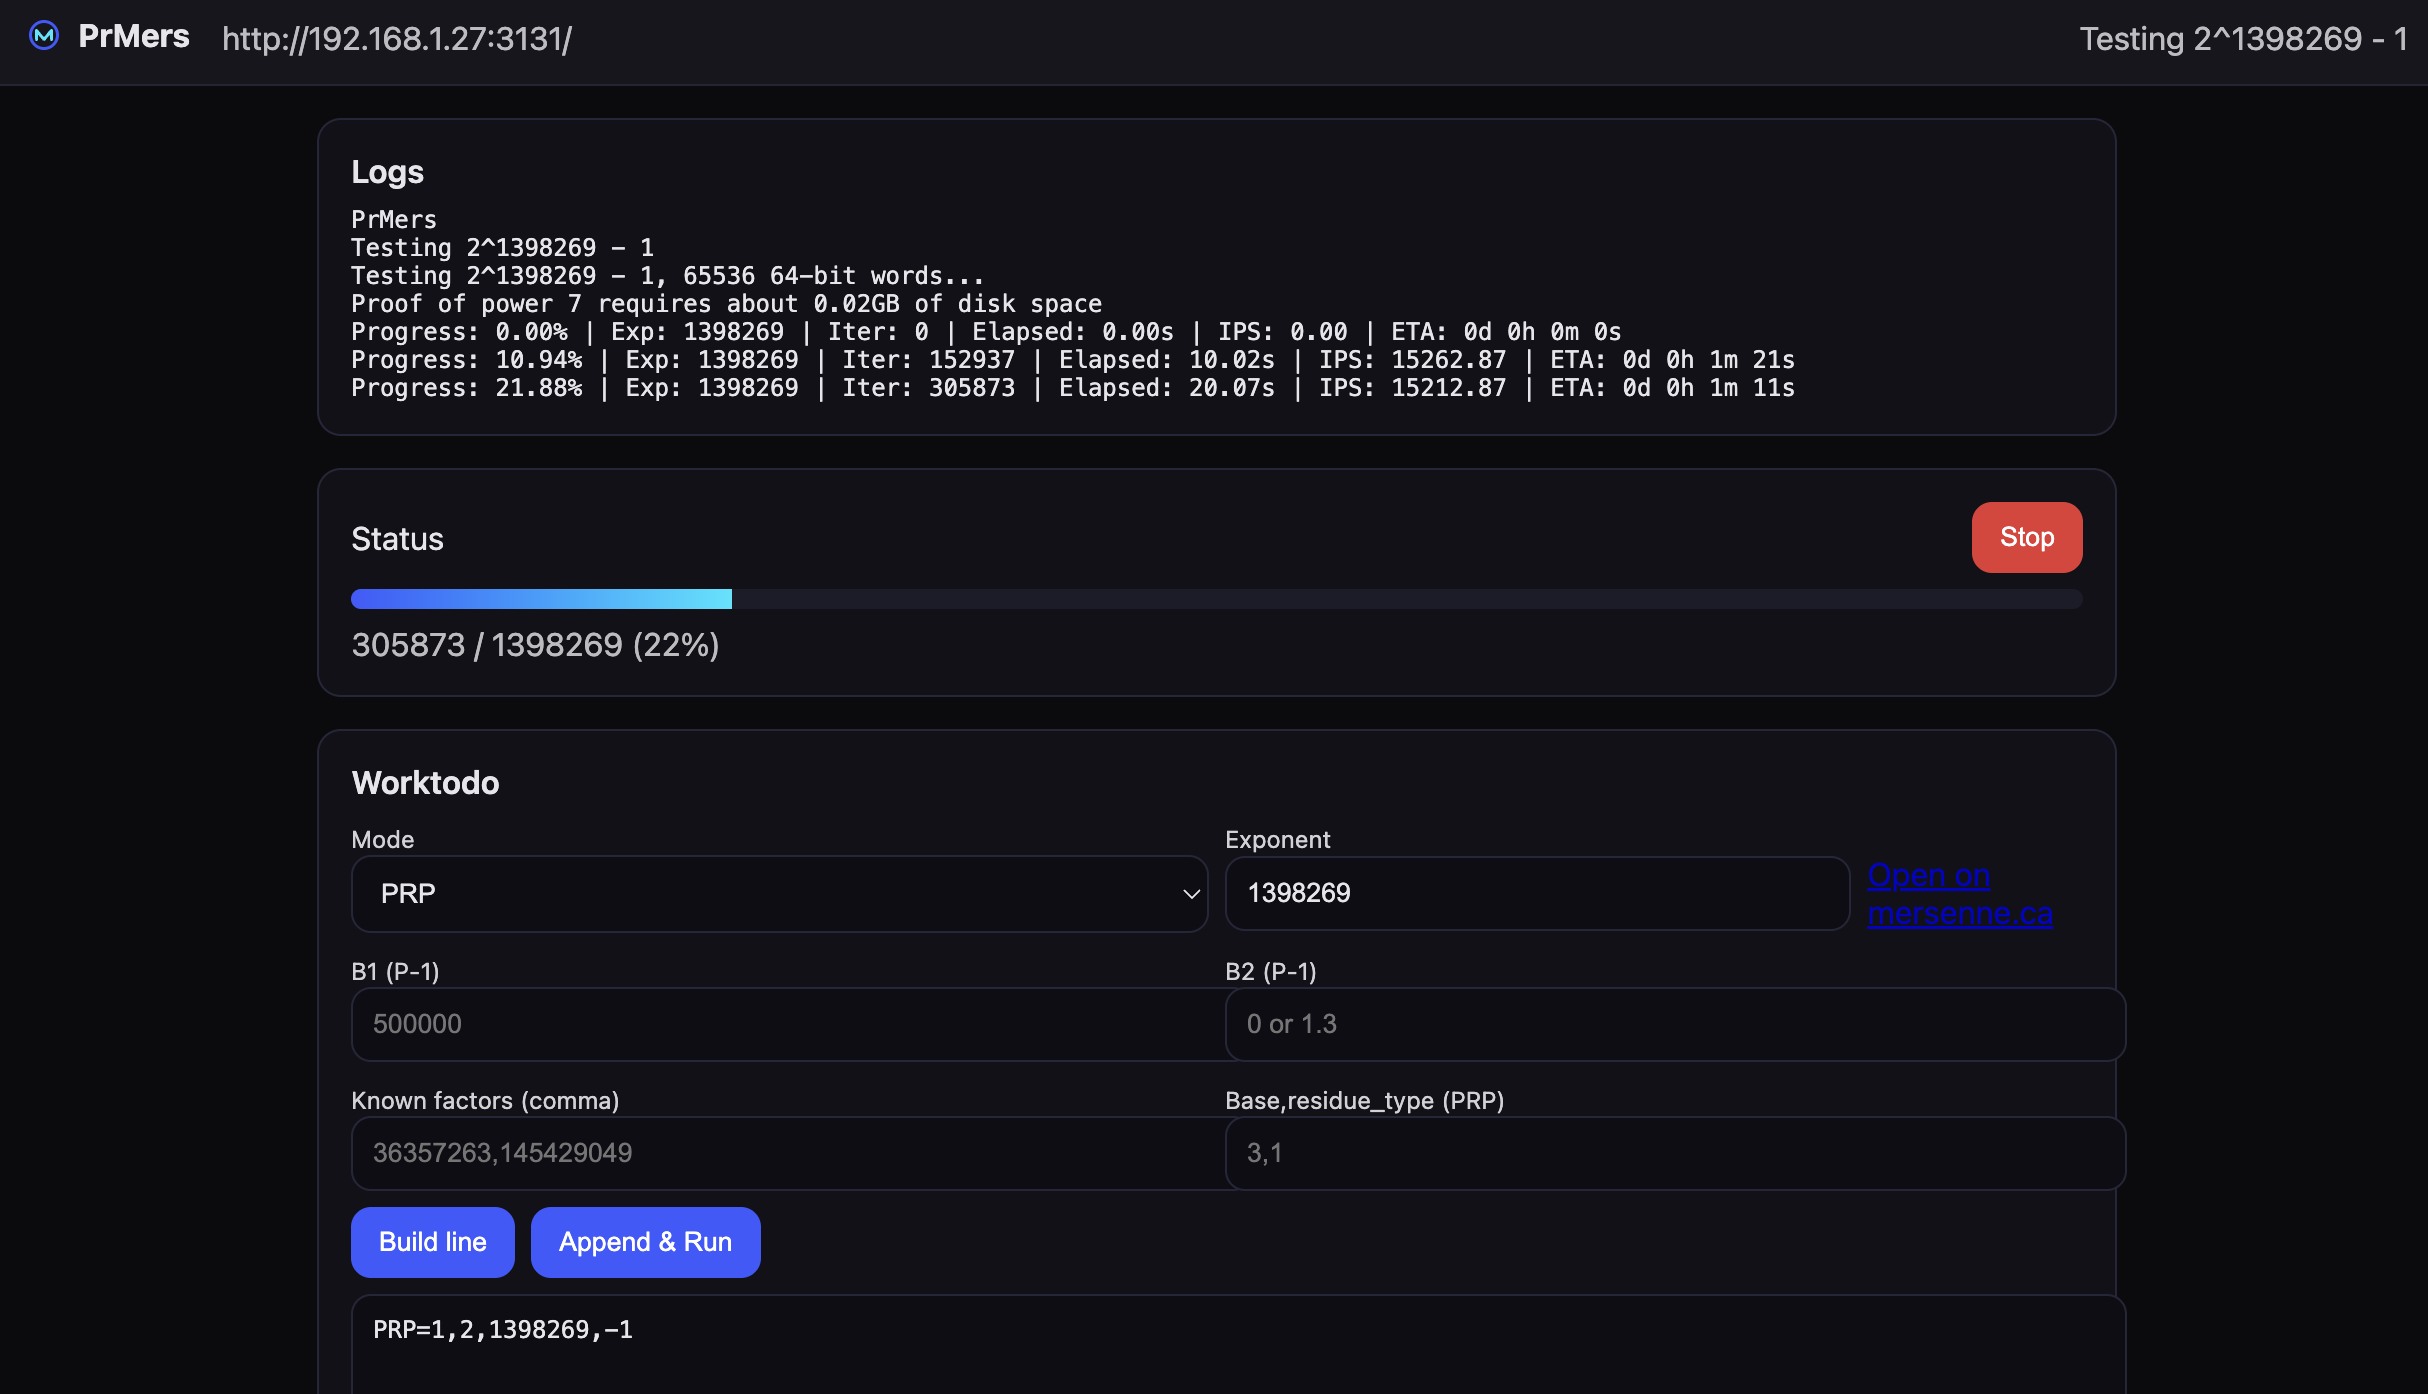 PrMers http://192.168.1.27:3131/ Testing 2^1398269 - 1
Logs
PrMers
Testing 2^1398269 - 1
Testing 2^1398269 - 1, 65536 64-bit words...
Proof of power 7 requires about 0.02GB of disk space
Progress: 0.00% | Exp: 1398269 | Iter: 0 | Elapsed: 0.00s | IPS: 0.00 | ETA: 0d 0h 0m 0s
Progress: 10.94% | Exp: 1398269 | Iter: 152937 | Elapsed: 10.02s | IPS: 15262.87 | ETA: 0d 0h 1m 21s
Progress: 21.88% | Exp: 1398269 | Iter: 305873 | Elapsed: 20.07s | IPS: 15212.87 | ETA: 0d 0h 1m 11s
Status
Stop
305873 / 1398269 (22%)
Worktodo
Mode
PRP
Exponent
1398269
Open on
mersenne.ca
B1 (P-1)
500000
B2 (P-1)
0 or 1.3
Known factors (comma)
36357263,145429049
Base,residue_type (PRP)
3,1
Build line
Append & Run
PRP=1,2,1398269,-1